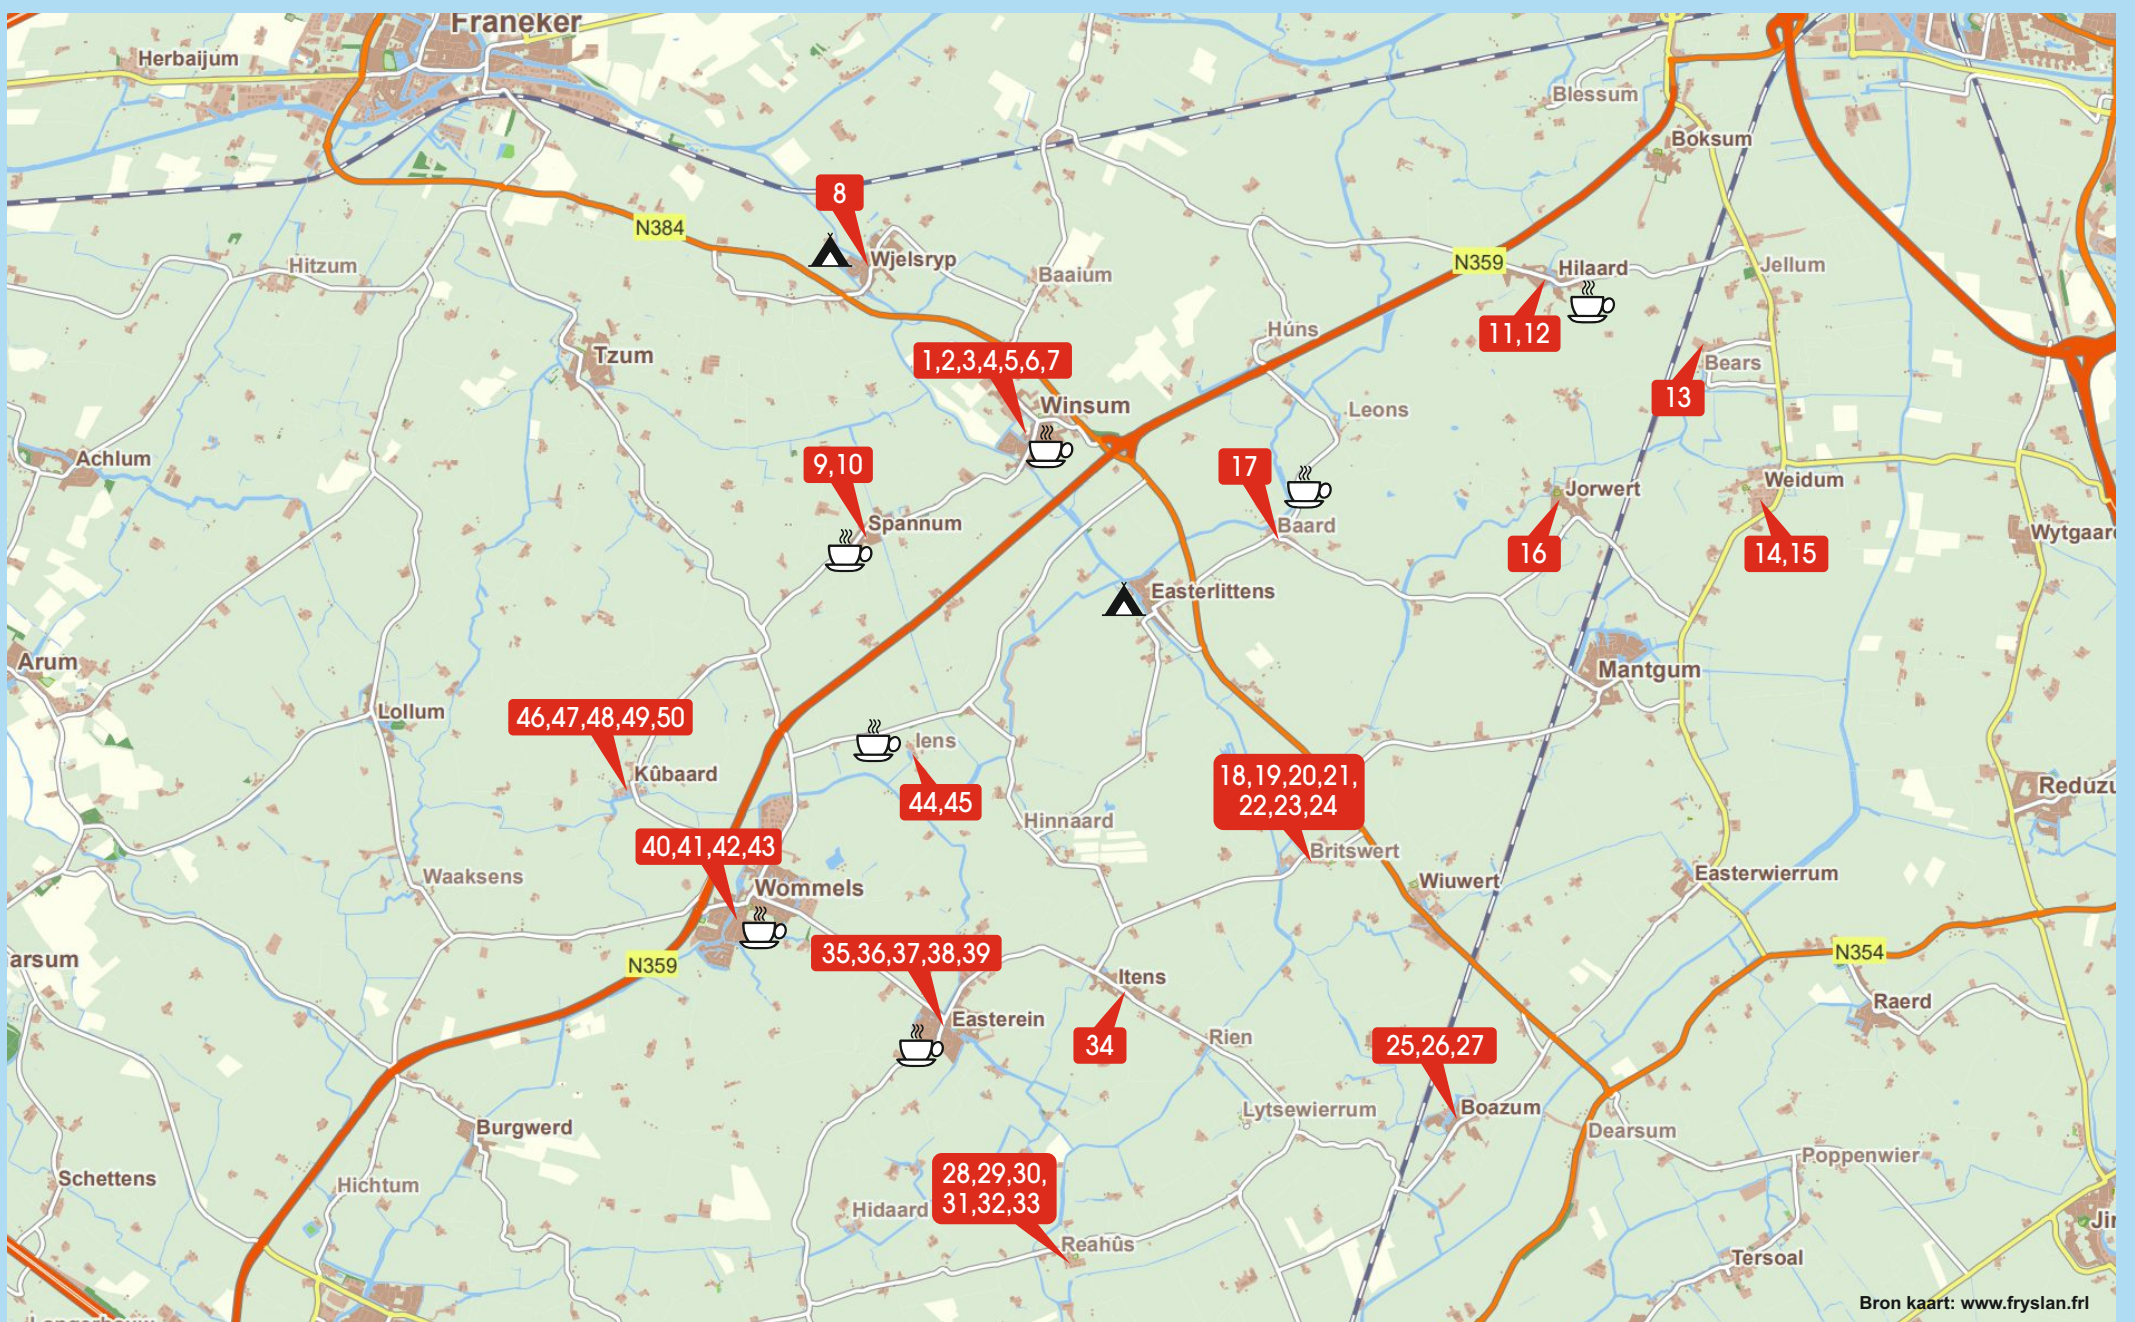 Franeker
Herbaijum
Blessum
Boksum
8
N384
Wjelsryp
Hitzum
Baaium
N359
Hilaard
Jellum
11,12
Húns
Tzum
1,2,3,4,5,6,7
Bears
13
Winsum
Leons
Achlum
9,10
17
Jorwert
Weidum
Spannum
Baard
16
14,15
Easterlittens
Arum
Mantgum
Lollum
46,47,48,49,50
Iens
Kûbaard
44,45
18,19,20,21,
22,23,24
Hinnaard
40,41,42,43
Britswert
Waaksens
Wommels
Wiuwert
Easterwierrum
35,36,37,38,39
N359
N354
Itens
Raerd
Easterein
34
Rien
25,26,27
Lytsewierrum
Boazum
Burgwerd
Dearsum
Poppenwier
Schettens
Hichtum
28,29,30,
31,32,33
Hidaard
Reahûs
Tersoal
Bron kaart: www.fryslan.frl